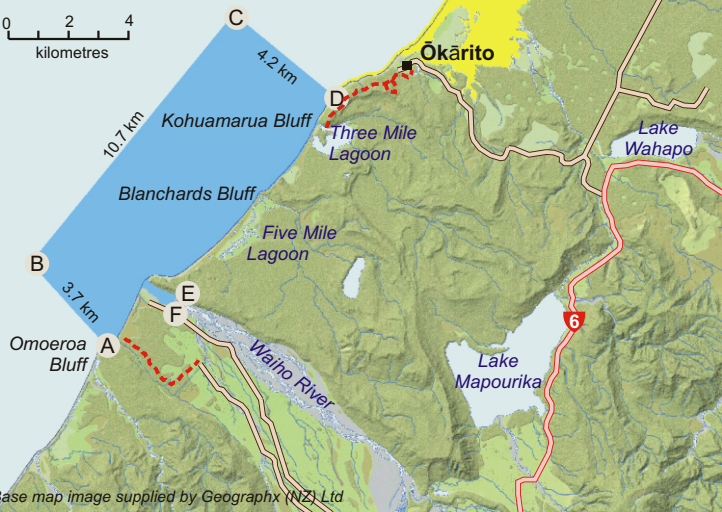 C
0 2 4
kilometres
4.2 km
Ōkārito
D
10.7 km
Kohuamarua Bluff
Three Mile
Lagoon
Lake
Wahapo
Blanchards Bluff
Five Mile
Lagoon
B
3.7 km
E
F
6
Omoeroa
Bluff
A
Waiho River
Lake
Mapourika
Base map image supplied by Geographx (NZ) Ltd